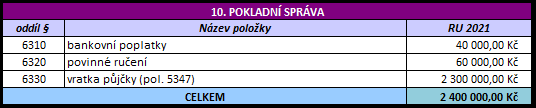 10. POKLADNÍ SPRÁVA
oddíl § Název položky RU 2021
6310 bankovní poplatky 40 000,00 Kč
6320 povinné ručení 60 000,00 Kč
6330 vratka půjčky (pol. 5347) 2 300 000,00 Kč
CELKEM 2 400 000,00 Kč